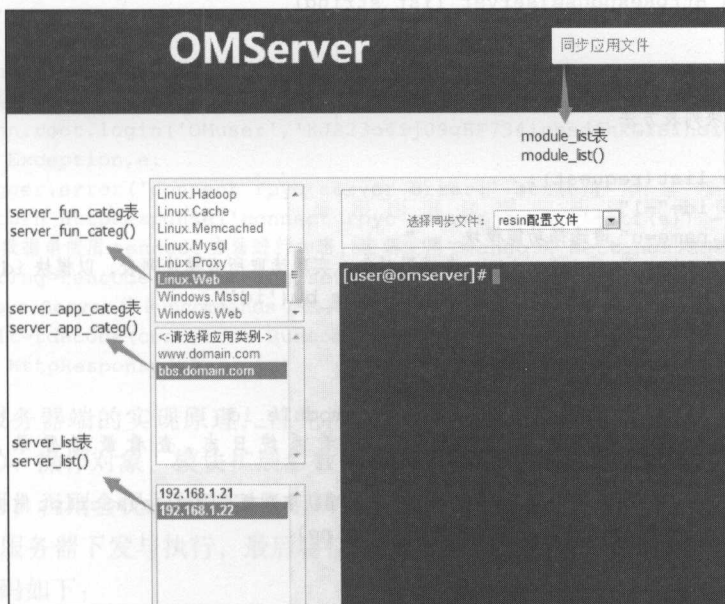 OMServer
同步应用文件
module_list表
module_list()
server_fun_categ表
server_fun_categ()
Linux.Hadoop
Linux.Cach
Linux.Memcached
Linux.Mysql
Linux.Proxy
Linux.Web
Windows.Mssql
Windows.Web
选择同步文件：
resin配置文件
[user@omserver]#
server_app_categ表
server_app_categ()
<-请选择应用类别->
www.domain.com
bbs.domain.com
server_list表
server_list()
192.168.1.21
192.168.1.22